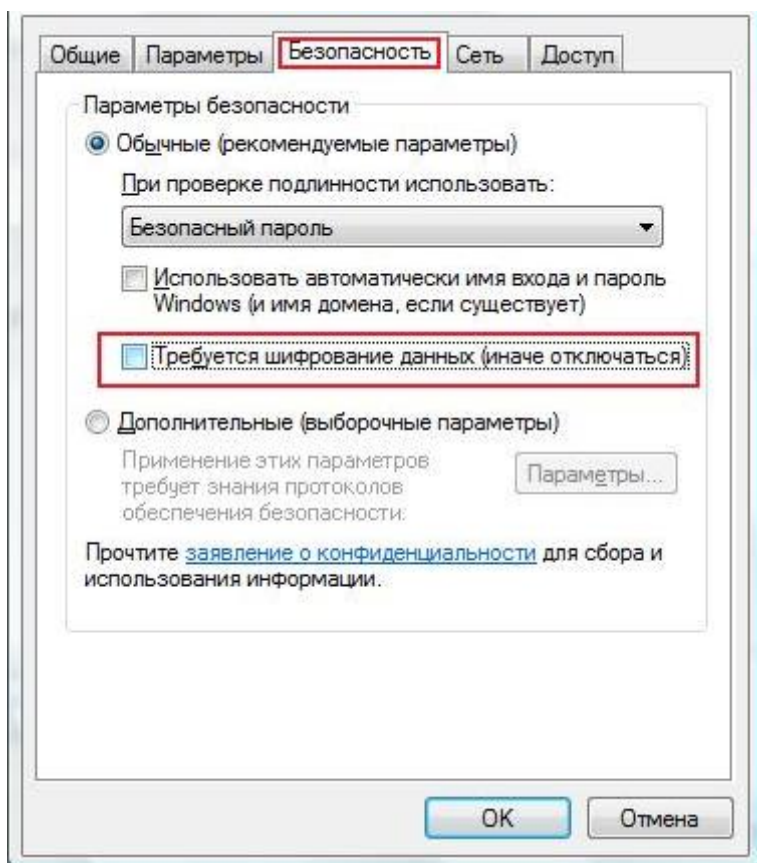 Общие Параметры Безопасность Сеть Доступ
Параметры безопасности
Обычные (рекомендуемые параметры)
При проверке подлинности использовать:
Безопасный пароль
Использовать автоматически имя входа и пароль
Windows (и имя домена, если существует)
Требуется шифрование данных (иначе отключаться)
Дополнительные (выборочные параметры)
Применение этих параметров
требует знания протоколов
обеспечения безопасности.
Параметры...
Прочтите заявление о конфиденциальности для сбора и
использования информации.
OK Отмена